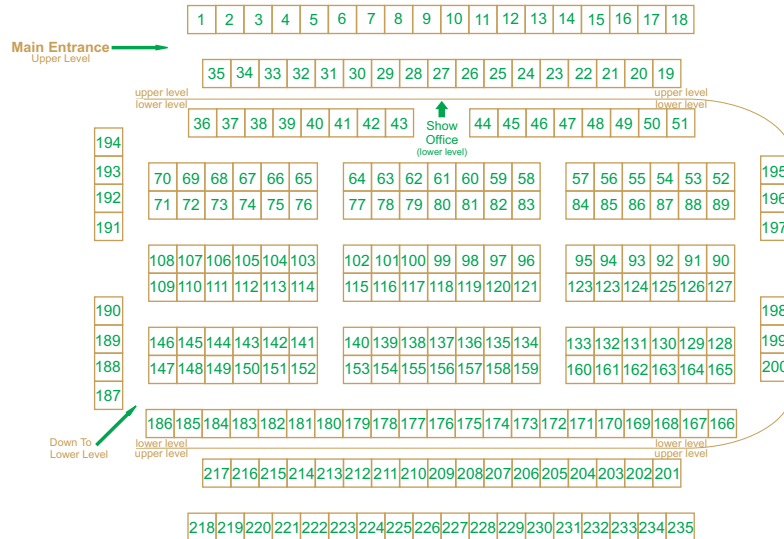 1 2 3 4 5 6 7 8 9 10 11 12 13 14 15 16 17 18
Main Entrance
Upper Level
35 34 33 32 31 30 29 28 27 26 25 24 23 22 21 20 19
upper level upper level
lower level lower level
36 37 38 39 40 41 42 43 44 45 46 47 48 49 50 51
Show
Office
(lower level)
194
193
192
191
70 69 68 67 66 65 64 63 62 61 60 59 58 57 56 55 54 53 52
71 72 73 74 75 76 77 78 79 80 81 82 83 84 85 86 87 88 89
195
196
197
108 107 106 105 104 103 102 101 100 99 98 97 96 95 94 93 92 91 90
109 110 111 112 113 114 115 116 117 118 119 120 121 123 123 124 125 126 127
190
189
188
187
198
199
200
146 145 144 143 142 141 140 139 138 137 136 135 134 133 132 131 130 129 128
147 148 149 150 151 152 153 154 155 156 157 158 159 160 161 162 163 164 165
186 185 184 183 182 181 180 179 178 177 176 175 174 173 172 171 170 169 168 167 166
Down To
Lower Level
lower level lower level
upper level upper level
217 216 215 214 213 212 211 210 209 208 207 206 205 204 203 202 201
218 219 220 221 222 223 224 225 226 227 228 229 230 231 232 233 234 235